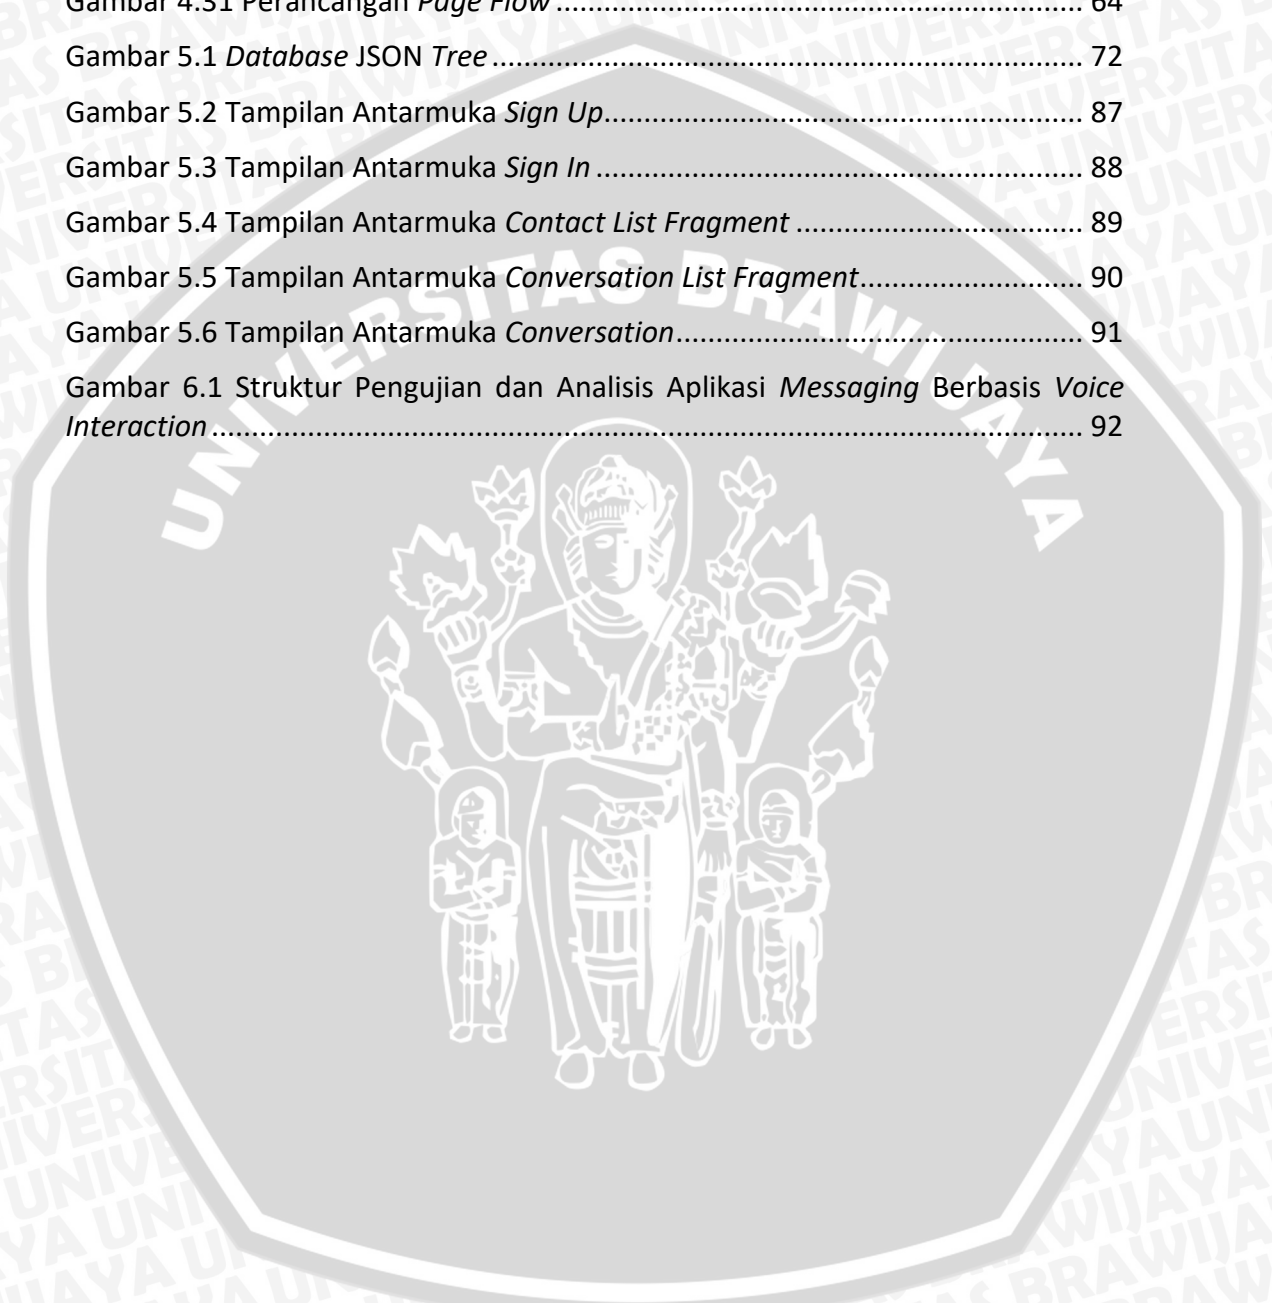 Gambar 4.31 Perancangan Page Flow ................................................................ 64
Gambar 5.1 Database JSON Tree ........................................................................ 72
Gambar 5.2 Tampilan Antarmuka Sign Up.......................................................... 87
Gambar 5.3 Tampilan Antarmuka Sign In ........................................................... 88
Gambar 5.4 Tampilan Antarmuka Contact List Fragment ................................... 89
Gambar 5.5 Tampilan Antarmuka Conversation List Fragment........................... 90
Gambar 5.6 Tampilan Antarmuka Conversation................................................. 91
Gambar 6.1 Struktur Pengujian dan Analisis Aplikasi Messaging Berbasis Voice
Interaction .......................................................................................................... 92
UNIVERSITAS BRAWIJAYA